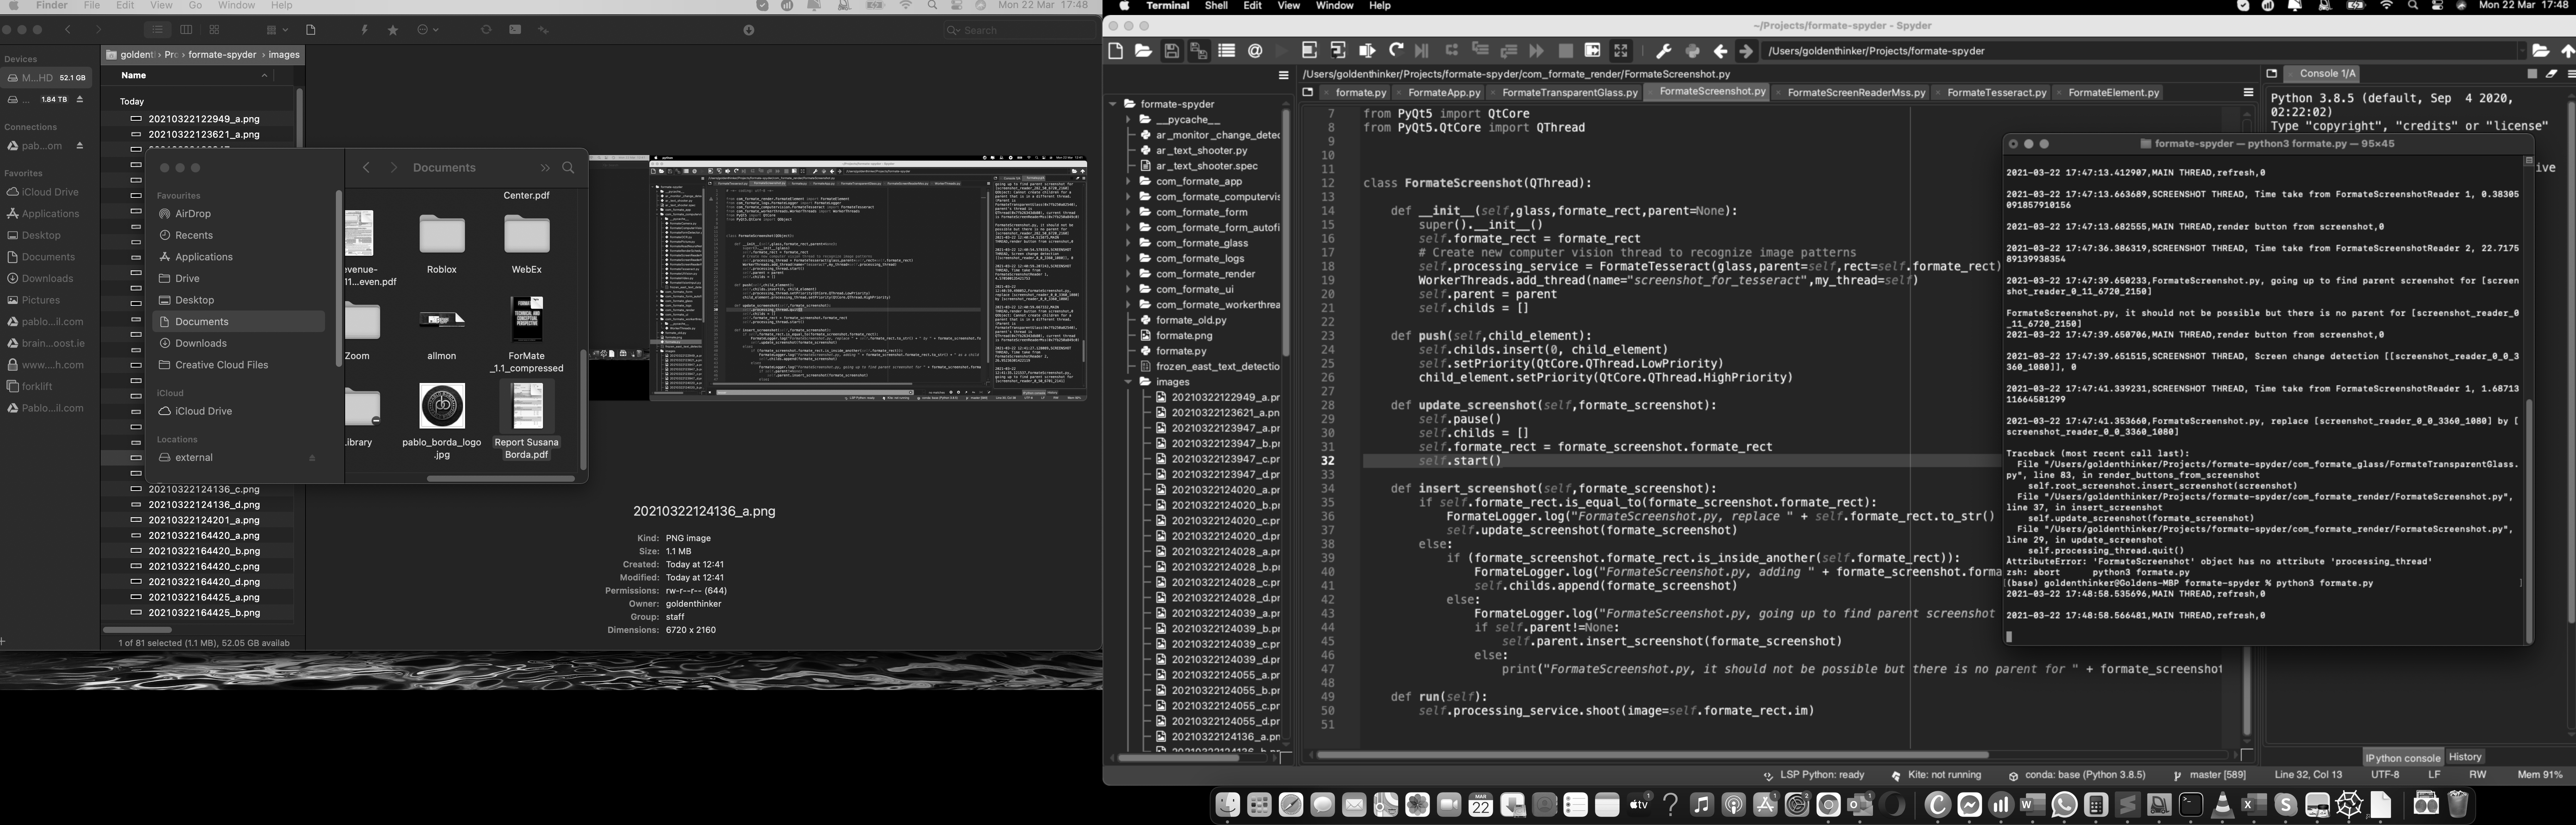 Finder File Edit View Go Window Help
Mon 22 Mar 17:48
Search
Devices
M...HD 52.1 GB
... 1.84 TB
Connections
pab...om
Favorites
iCloud Drive
Applications
Desktop
Documents
Downloads
Pictures
pablo...il.com
brain...ost.ie
www....h.com
forklift
Pablo...il.com
goldent Pr formate-spyder images
Name
Today
20210322122949_a.png
20210322123621_a.png
20210322124136_c.png
20210322124136_d.png
20210322124201_a.png
20210322164420_a.png
20210322164420_b.png
20210322164420_c.png
20210322164420_d.png
20210322164425_a.png
20210322164425_b.png
1 of 81 selected (1.1 MB), 52.05 GB availab
Favourites
AirDrop
Recents
Applications
Drive
Desktop
Documents
Downloads
Creative Cloud Files
iCloud
iCloud Drive
Locations
external
Documents
Center.pdf
evenue-
11...even.pdf
Roblox
WebEx
Zoom
allmon
ForMate
_1.1_compressed
.ibrary
pablo_borda_logo
.jpg
Report Susana
Borda.pdf
20210322124136_a.png
Kind: PNG image
Size: 1.1 MB
Created: Today at 12:41
Modified: Today at 12:41
Permissions: rw-r--r-- (644)
Owner: goldenthinker
Group: staff
Dimensions: 6720 x 2160
Terminal Shell Edit View Window Help
Mon 22 Mar 17:48
~/Projects/formate-spyder - Spyder
/Users/goldenthinker/Projects/formate-spyder
/Users/goldenthinker/Projects/formate-spyder/com_formate_render/FormateScreenshot.py
formate.py FormateApp.py FormateTransparentGlass.py FormateScreenshot.py FormateScreenReaderMss.py FormateTesseract.py FormateElement.py
formate-spyder
__pycache__
ar_monitor_change_detec
ar_text_shooter.py
ar_text_shooter.spec
com_formate_app
com_formate_computervis
com_formate_form
com_formate_form_autofi
com_formate_glass
com_formate_logs
com_formate_render
com_formate_ui
com_formate_workerthrea
formate_old.py
formate.png
formate.py
frozen_east_text_detectio
images
20210322122949_a.pr
20210322123621_a.pr
20210322123947_a.pr
20210322123947_b.pr
20210322123947_c.pr
20210322123947_d.pr
20210322124020_a.pr
20210322124020_b.pr
20210322124020_c.pr
20210322124020_d.pr
20210322124028_a.pr
20210322124028_b.pr
20210322124028_c.pr
20210322124028_d.pr
20210322124039_a.pr
20210322124039_b.pr
20210322124039_c.pr
20210322124039_d.pr
20210322124055_a.pr
20210322124055_b.pr
20210322124055_c.pr
20210322124055_d.pr
20210322124136_a.pr
7 from PyQt5 import QtCore
8 from PyQt5.QtCore import QThread
9
10
11
12 class FormateScreenshot(QThread):
13
14 def __init__(self,glass,formate_rect,parent=None):
15 super().__init__()
16 self.formate_rect = formate_rect
17 # Create new computer vision thread to recognize image patterns
18 self.processing_service = FormateTesseract(glass,parent=self,rect=self.formate_rect)
19 WorkerThreads.add_thread(name="screenshot_for_tesseract",my_thread=self)
20 self.parent = parent
21 self.childs = []
22
23 def push(self,child_element):
24 self.childs.insert(0, child_element)
25 self.setPriority(QtCore.QThread.LowPriority)
26 child_element.setPriority(QtCore.QThread.HighPriority)
27
28 def update_screenshot(self,formate_screenshot):
29 self.pause()
30 self.childs = []
31 self.formate_rect = formate_screenshot.formate_rect
32 self.start()
33
34 def insert_screenshot(self,formate_screenshot):
35 if self.formate_rect.is_equal_to(formate_screenshot.formate_rect):
36 FormateLogger.log("FormateScreenshot.py, replace " + self.formate_rect.to_str()
37 self.update_screenshot(formate_screenshot)
38 else:
39 if (formate_screenshot.formate_rect.is_inside_another(self.formate_rect)):
40 FormateLogger.log("FormateScreenshot.py, adding " + formate_screenshot.forma
41 self.childs.append(formate_screenshot)
42 else:
43 FormateLogger.log("FormateScreenshot.py, going up to find parent screenshot
44 if self.parent!=None:
45 self.parent.insert_screenshot(formate_screenshot)
46 else:
47 print("FormateScreenshot.py, it should not be possible but there is no parent for " + formate_screenshot
48
49 def run(self):
50 self.processing_service.shoot(image=self.formate_rect.im)
51
Console 1/A
Python 3.8.5 (default, Sep 4 2020,
02:22:02)
Type "copyright", "credits" or "license"
ive
formate-spyder — python3 formate.py — 95×45
2021-03-22 17:47:13.412907,MAIN THREAD,refresh,0
2021-03-22 17:47:13.663689,SCREENSHOT THREAD, Time take from FormateScreenshotReader 1, 0.38305
091857910156
2021-03-22 17:47:13.682555,MAIN THREAD,render button from screenshot,0
2021-03-22 17:47:36.386319,SCREENSHOT THREAD, Time take from FormateScreenshotReader 2, 22.7175
89139938354
2021-03-22 17:47:39.650233,FormateScreenshot.py, going up to find parent screenshot for [screen
shot_reader_0_11_6720_2150]
FormateScreenshot.py, it should not be possible but there is no parent for [screenshot_reader_0
_11_6720_2150]
2021-03-22 17:47:39.650706,MAIN THREAD,render button from screenshot,0
2021-03-22 17:47:39.651515,SCREENSHOT THREAD, Screen change detection [[screenshot_reader_0_0_3
360_1080]], 0
2021-03-22 17:47:41.339231,SCREENSHOT THREAD, Time take from FormateScreenshotReader 1, 1.68713
11664581299
2021-03-22 17:47:41.353660,FormateScreenshot.py, replace [screenshot_reader_0_0_3360_1080] by [
screenshot_reader_0_0_3360_1080]
Traceback (most recent call last):
File "/Users/goldenthinker/Projects/formate-spyder/com_formate_glass/FormateTransparentGlass.
py", line 83, in render_buttons_from_screenshot
self.root_screenshot.insert_screenshot(screenshot)
File "/Users/goldenthinker/Projects/formate-spyder/com_formate_render/FormateScreenshot.py",
line 37, in insert_screenshot
self.update_screenshot(formate_screenshot)
File "/Users/goldenthinker/Projects/formate-spyder/com_formate_render/FormateScreenshot.py",
line 29, in update_screenshot
self.processing_thread.quit()
AttributeError: 'FormateScreenshot' object has no attribute 'processing_thread'
zsh: abort python3 formate.py
(base) goldenthinker@Goldens-MBP formate-spyder % python3 formate.py
2021-03-22 17:48:58.535696,MAIN THREAD,refresh,0
2021-03-22 17:48:58.566481,MAIN THREAD,refresh,0
IPython console History
LSP Python: ready Kite: not running conda: base (Python 3.8.5) master [589] Line 32, Col 13 UTF-8 LF RW Mem 91%
MAR
22
tv